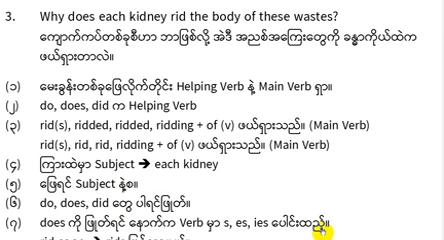 3. Why does each kidney rid the body of these wastes?
ကျောက်ကပ်တစ်ခုစီဟာ ဘာဖြစ်လို့ အဲဒီ အညစ်အကြေးတွေကို ခန္ဓာကိုယ်ထဲက
ဖယ်ရှားတာလဲ။
(၁) မေးခွန်းတစ်ခုဖြေလိုက်တိုင်း Helping Verb နဲ့ Main Verb ရှာ။
(၂) do, does, did က Helping Verb
(၃) rid(s), ridded, ridded, ridding + of (v) ဖယ်ရှားသည်။ (Main Verb)
rid(s), rid, rid, ridding + of (v) ဖယ်ရှားသည်။ (Main Verb)
(၄) ကြားထဲမှာ Subject ➔ each kidney
(၅) ဖြေရင် Subject နဲ့စ။
(၆) do, does, did တွေ ပါရင်ဖြုတ်။
(၇) does ကို ဖြုတ်ရင် နောက်က Verb မှာ s, es, ies ပေါင်းထည့်။